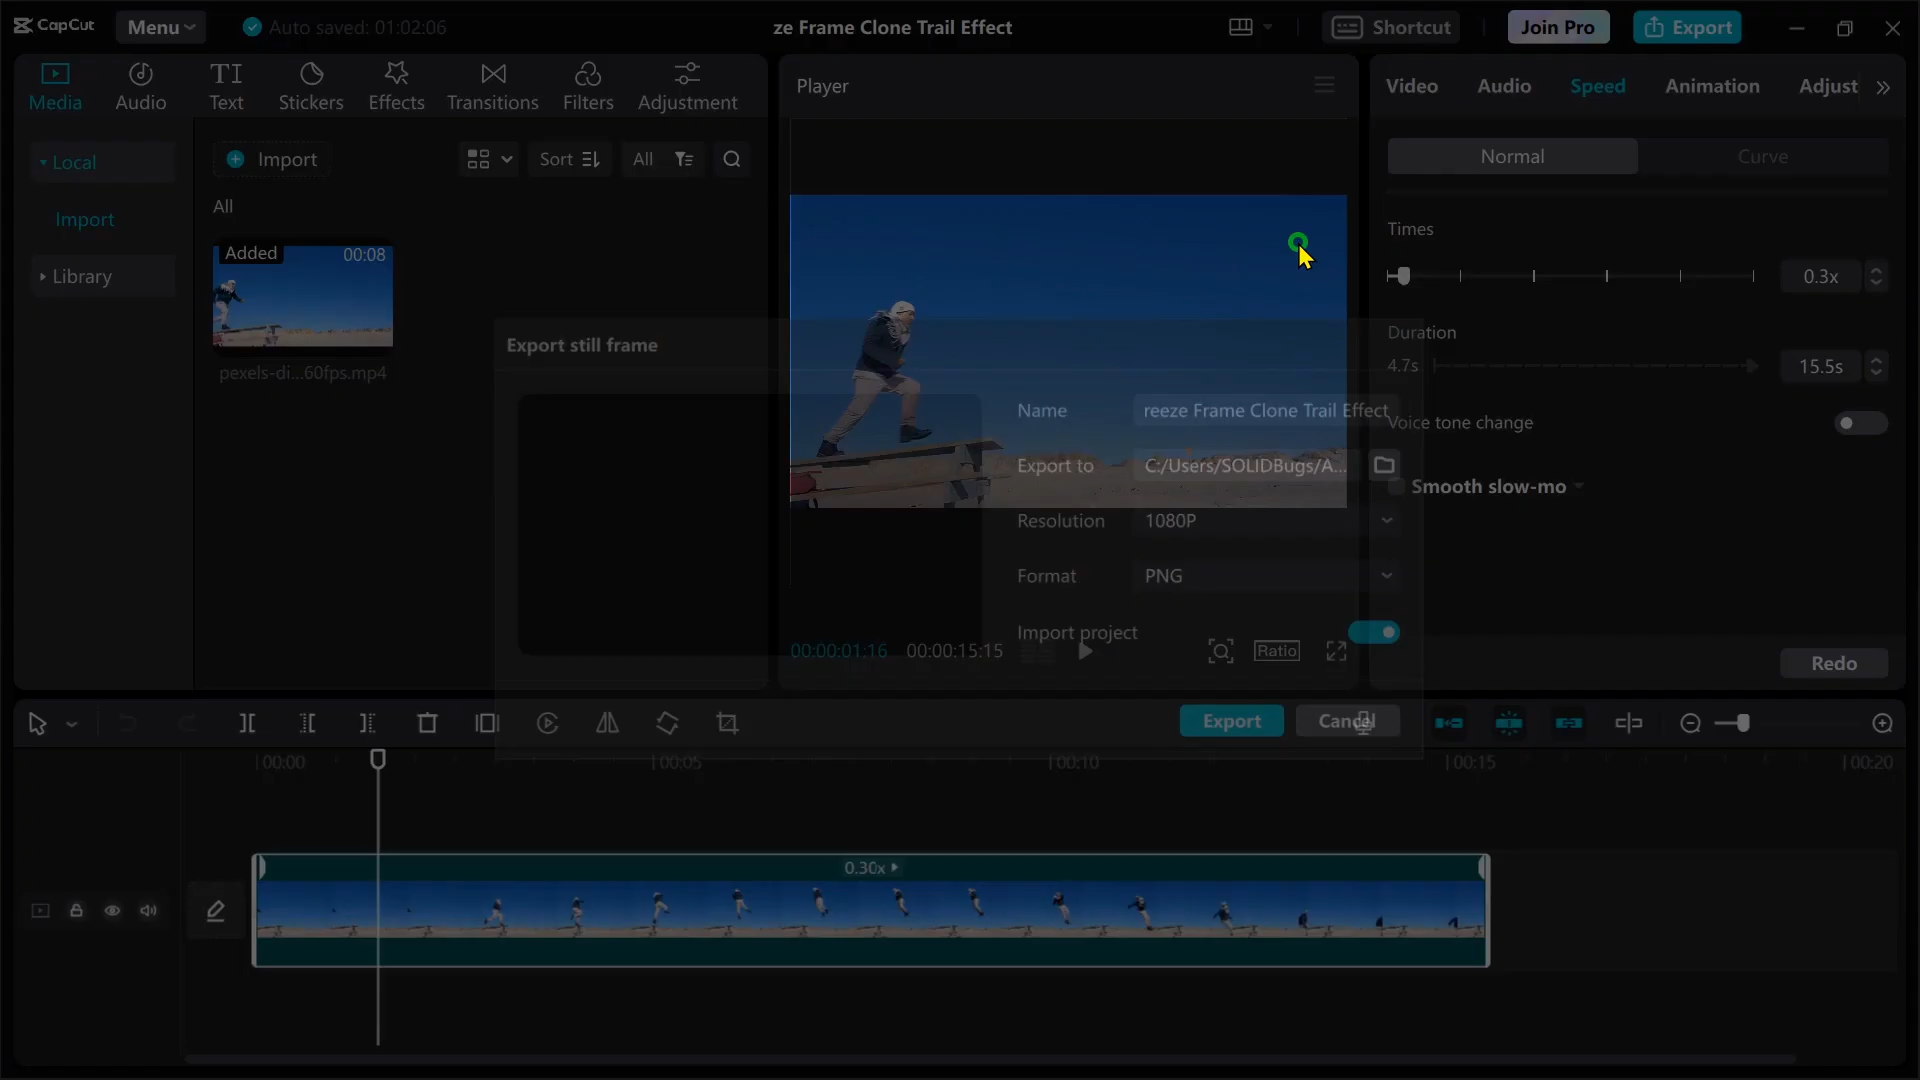 CapCut
Menu
Auto saved: 01:02:06
ze Frame Clone Trail Effect
Shortcut
Join Pro
Export
Media
Audio
Text
Stickers
Effects
Transitions
Filters
Adjustment
Player
Video
Audio
Speed
Animation
Adjust
Local
Import
Library
Import
Sort
All
All
Added
00:08
pexels-di...60fps.mp4
Normal
Curve
Times
0.3x
Duration
4.7s
15.5s
Voice tone change
Smooth slow-mo
Redo
Export still frame
Name
reeze Frame Clone Trail Effect
Export to
C:/Users/SOLIDBugs/A...
Resolution
1080P
Format
PNG
Import project
00:00:01:16
00:00:15:15
Ratio
Export
Cancel
00:00
00:05
00:10
00:15
00:20
0.30x